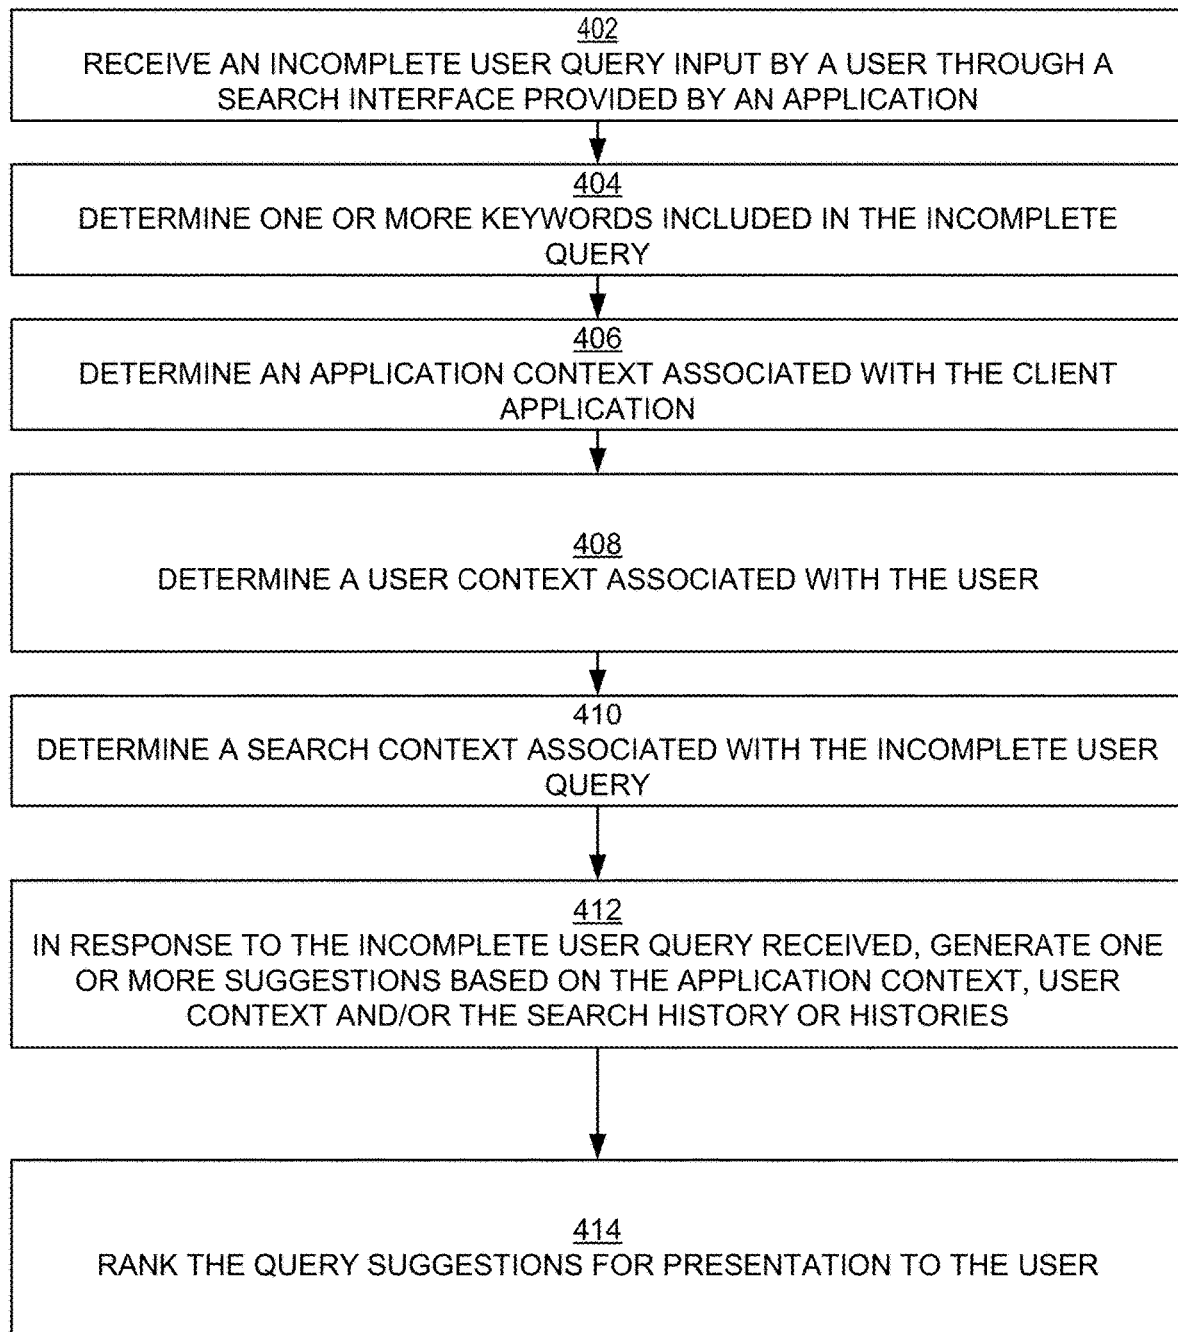 402
RECEIVE AN INCOMPLETE USER QUERY INPUT BY A USER THROUGH A
SEARCH INTERFACE PROVIDED BY AN APPLICATION
404
DETERMINE ONE OR MORE KEYWORDS INCLUDED IN THE INCOMPLETE
QUERY
406
DETERMINE AN APPLICATION CONTEXT ASSOCIATED WITH THE CLIENT
APPLICATION
408
DETERMINE A USER CONTEXT ASSOCIATED WITH THE USER
410
DETERMINE A SEARCH CONTEXT ASSOCIATED WITH THE INCOMPLETE USER
QUERY
412
IN RESPONSE TO THE INCOMPLETE USER QUERY RECEIVED, GENERATE ONE
OR MORE SUGGESTIONS BASED ON THE APPLICATION CONTEXT, USER
CONTEXT AND/OR THE SEARCH HISTORY OR HISTORIES
414
RANK THE QUERY SUGGESTIONS FOR PRESENTATION TO THE USER